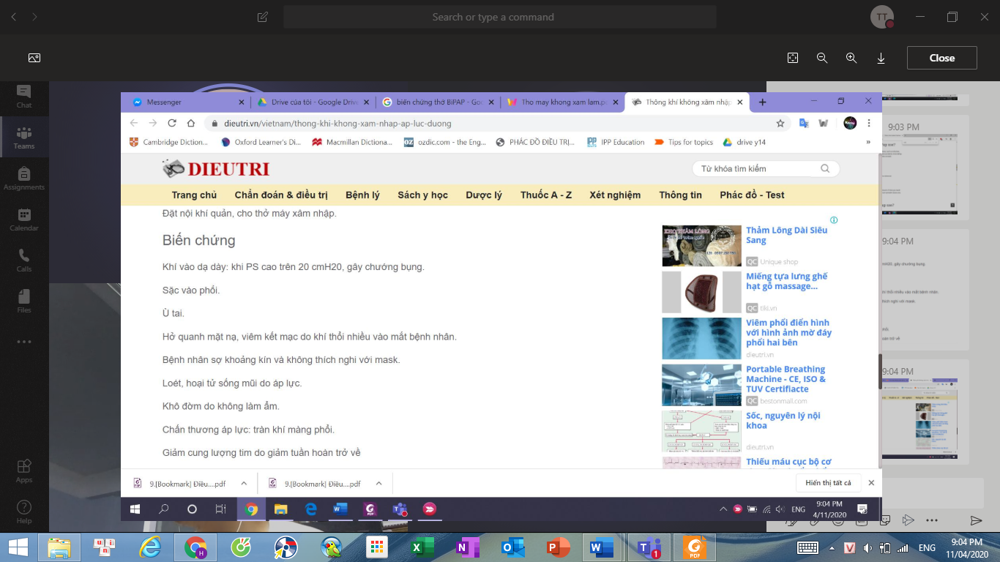 Search or type a command
TT
Close
Chat
Teams
Assignments
Calendar
Calls
Files
Apps
Help
Messenger
Drive của tôi - Google Drive
biến chứng thở BiPAP - Goo
Tho may khong xam lam.pd
Thông khí không xâm nhập
dieutri.vn/vietnam/thong-khi-khong-xam-nhap-ap-luc-duong
Cambridge Diction...
Oxford Learner's Di...
Macmillan Dictiona...
ozdic.com - the Eng...
PHÁC ĐỒ ĐIỀU TRỊ...
IPP Education
Tips for topics
drive y14
»
DIEUTRI
Từ khóa tìm kiếm
Trang chủ
Chẩn đoán & điều trị
Bệnh lý
Sách y học
Dược lý
Thuốc A - Z
Xét nghiệm
Thông tin
Phác đồ - Test
Đặt nội khí quản, cho thở máy xâm nhập.
Biến chứng
Khí vào dạ dày: khi PS cao trên 20 cmH20, gây chướng bụng.
Sặc vào phổi.
Ù tai.
Hở quanh mặt nạ, viêm kết mạc do khí thổi nhiều vào mắt bệnh nhân.
Bệnh nhân sợ khoảng kín và không thích nghi với mask.
Loét, hoại tử sống mũi do áp lực.
Khô đờm do không làm ẩm.
Chấn thương áp lực: tràn khí màng phổi.
Giảm cung lượng tim do giảm tuần hoàn trở về
Thảm Lông Dài Siêu
Sang
QC Unique shop
Miếng tựa lưng ghế
hạt gỗ massage...
QC tiki.vn
Viêm phổi điển hình
với hình ảnh mờ đáy
phổi hai bên
dieutri.vn
Portable Breathing
Machine - CE, ISO &
TUV Certifiacte
QC bestonmall.com
Sốc, nguyên lý nội
khoa
dieutri.vn
Thiếu máu cục bộ cơ
9.[Bookmark] Điều....pdf
9.[Bookmark] Điều....pdf
Hiển thị tất cả
ENG
9:04 PM
4/11/2020
9:03 PM
9:04 PM
9:04 PM
ENG
9:04 PM
11/04/2020